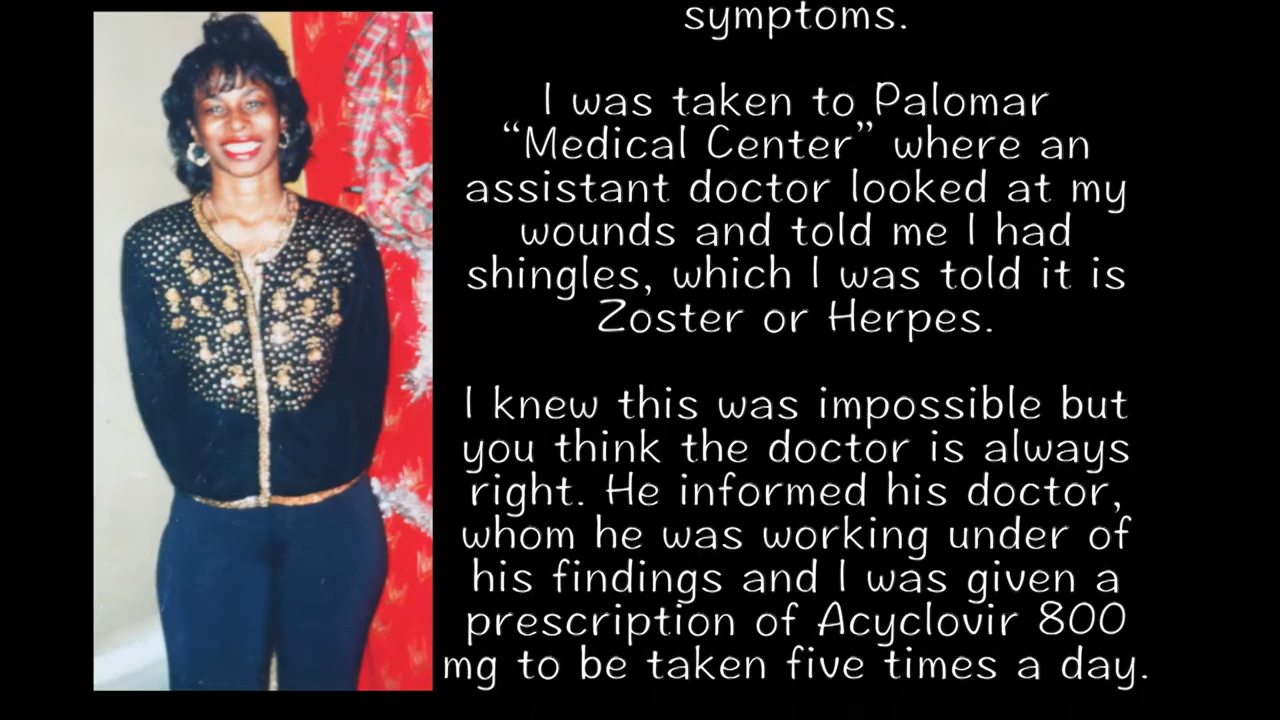 symptoms.
I was taken to Palomar
“Medical Center” where an
assistant doctor looked at my
wounds and told me I had
shingles, which I was told it is
Zoster or Herpes.
I knew this was impossible but
you think the doctor is always
right. He informed his doctor,
whom he was working under of
his findings and I was given a
prescription of Acyclovir 800
mg to be taken five times a day.